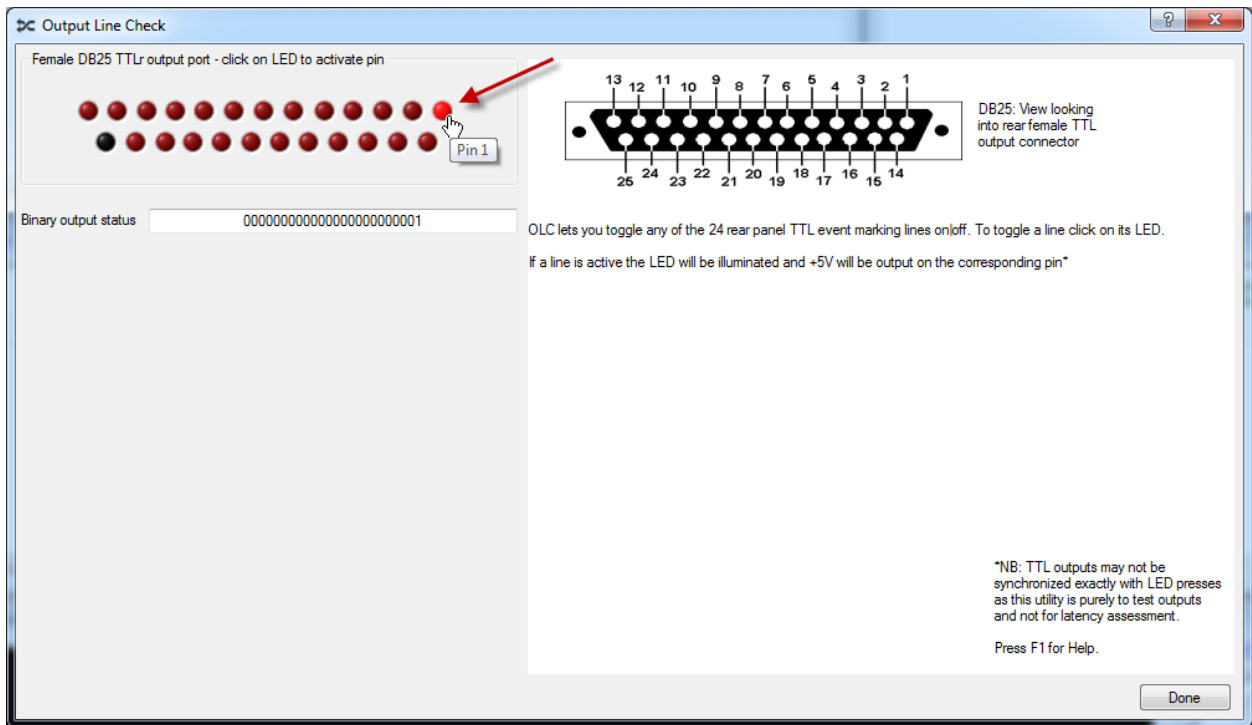 Output Line Check
Female DB25 TTLr output port - click on LED to activate pin
Pin 1
Binary output status
000000000000000000000001
13 12 11 10 9 8 7 6 5 4 3 2 1
25 24 23 22 21 20 19 18 17 16 15 14
DB25: View looking
into rear female TTL
output connector
OLC lets you toggle any of the 24 rear panel TTL event marking lines on|off. To toggle a line click on its LED.
If a line is active the LED will be illuminated and +5V will be output on the corresponding pin*
*NB: TTL outputs may not be
synchronized exactly with LED presses
as this utility is purely to test outputs
and not for latency assessment.
Press F1 for Help.
Done